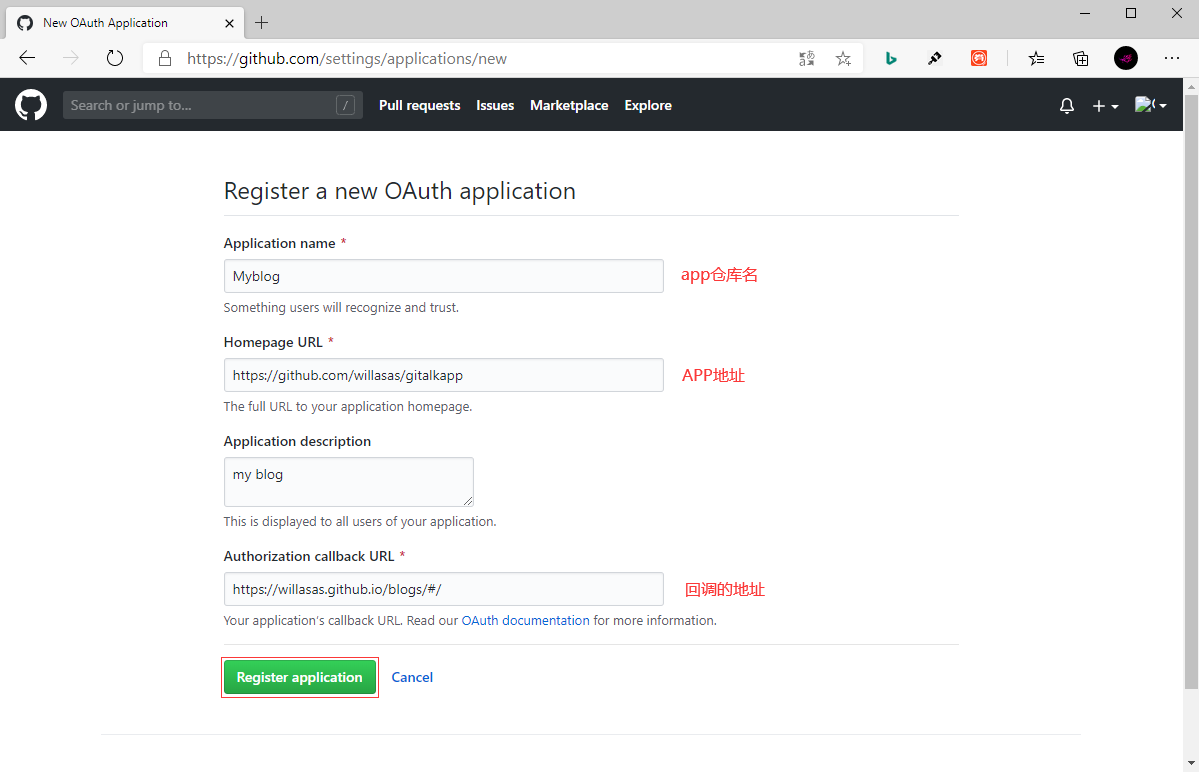 New OAuth Application
https://github.com/settings/applications/new
Search or jump to... /
Pull requests Issues Marketplace Explore
Register a new OAuth application
Application name *
Myblog app仓库名
Something users will recognize and trust.
Homepage URL *
https://github.com/willasas/gitalkapp APP地址
The full URL to your application homepage.
Application description
my blog
This is displayed to all users of your application.
Authorization callback URL *
https://willasas.github.io/blogs/#/ 回调的地址
Your application's callback URL. Read our OAuth documentation for more information.
Register application Cancel